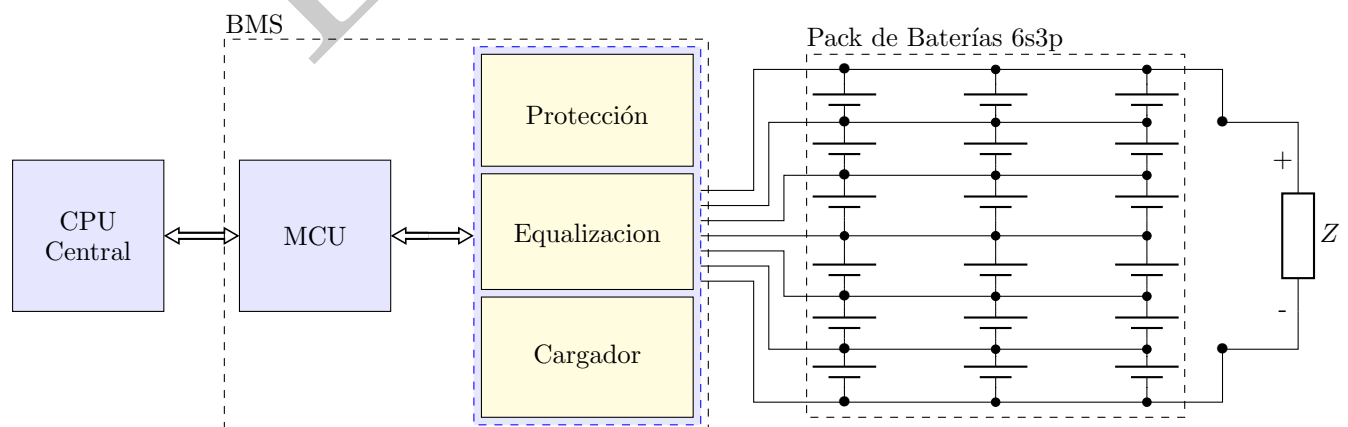 BMS
Pack de Baterías 6s3p
Protección
CPU
Central
MCU
Equalizacion
Cargador
+
Z
-